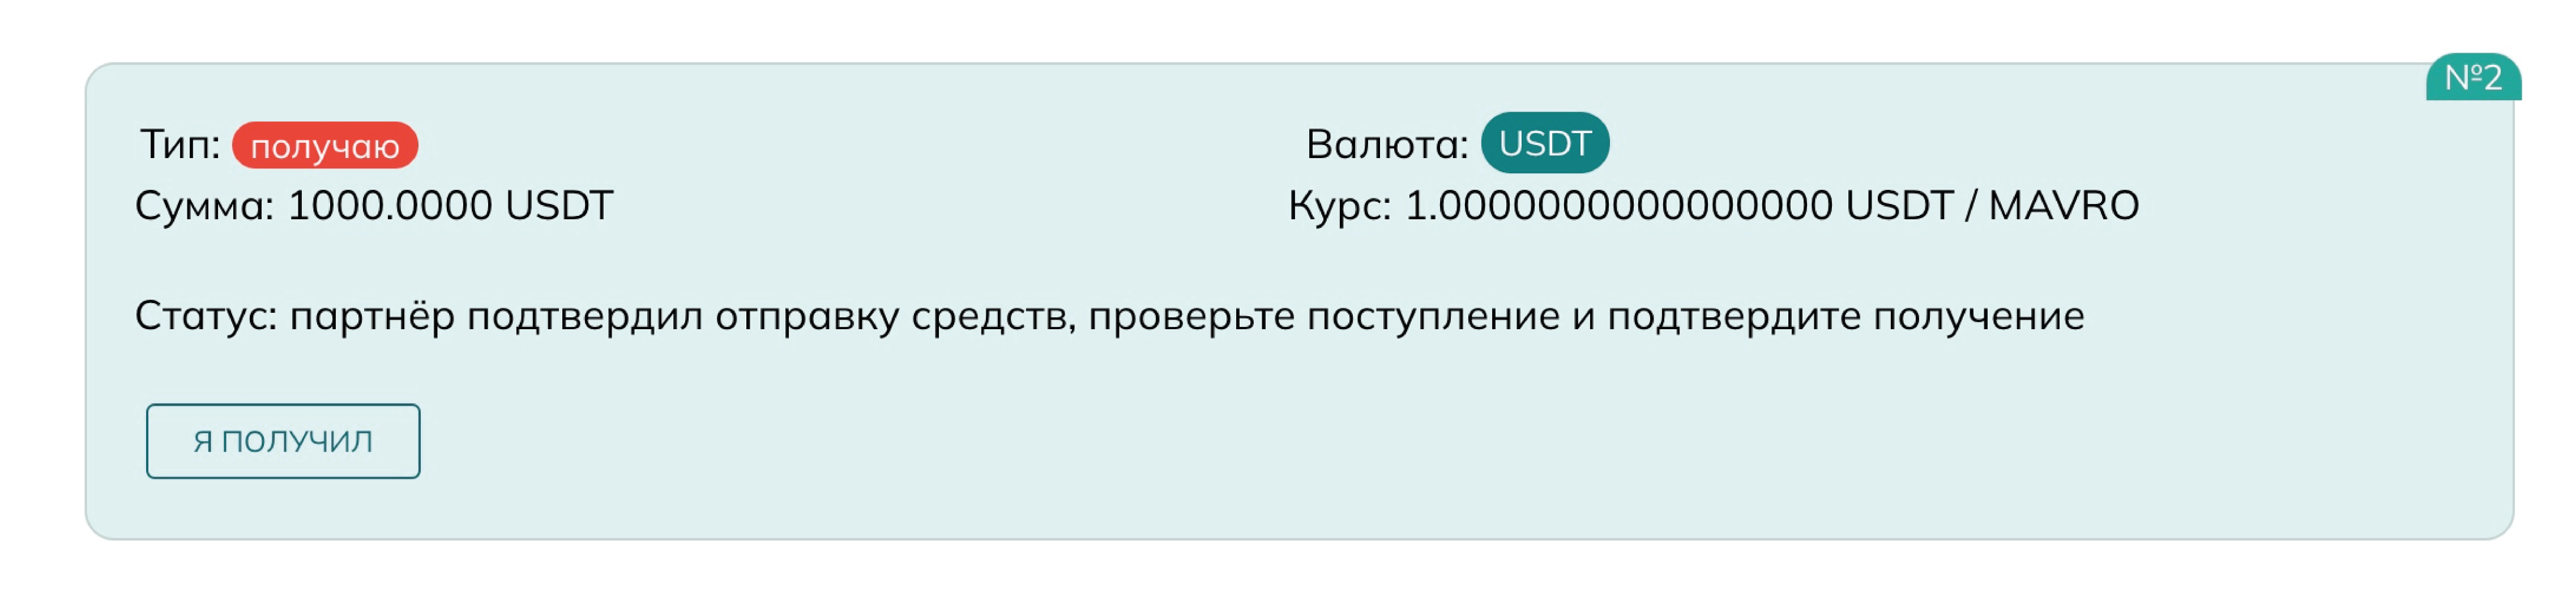 №2
Тип: получаю
Валюта: USDT
Сумма: 1000.0000 USDT
Курс: 1.0000000000000000 USDT / MAVRO
Статус: партнёр подтвердил отправку средств, проверьте поступление и подтвердите получение
Я ПОЛУЧИЛ